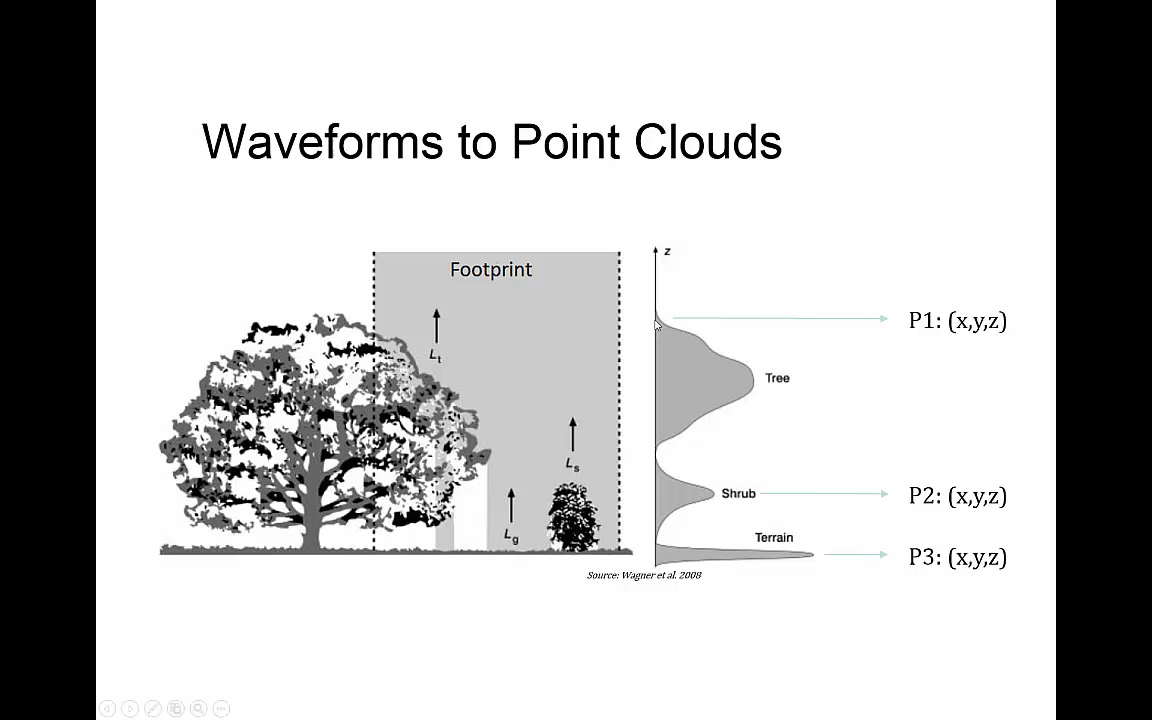 Waveforms to Point Clouds
Footprint
z
P1: (x,y,z)
Lt
Tree
Ls
Shrub
P2: (x,y,z)
Lg
Terrain
P3: (x,y,z)
Source: Wagner et al. 2008